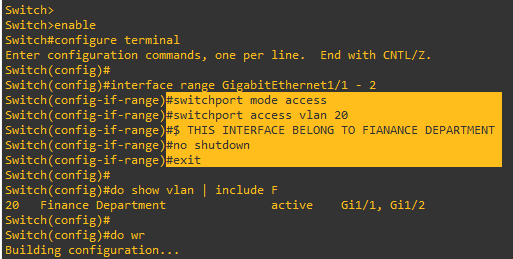 Switch>
Switch>enable
Switch#configure terminal
Enter configuration commands, one per line.  End with CNTL/Z.
Switch(config)#
Switch(config)#interface range GigabitEthernet1/1 - 2
Switch(config-if-range)#switchport mode access
Switch(config-if-range)#switchport access vlan 20
Switch(config-if-range)#$ THIS INTERFACE BELONG TO FIANANCE DEPARTMENT
Switch(config-if-range)#no shutdown
Switch(config-if-range)#exit
Switch(config)#
Switch(config)#do show vlan | include F
20   Finance Department               active    Gi1/1, Gi1/2
Switch(config)#
Switch(config)#do wr
Building configuration...